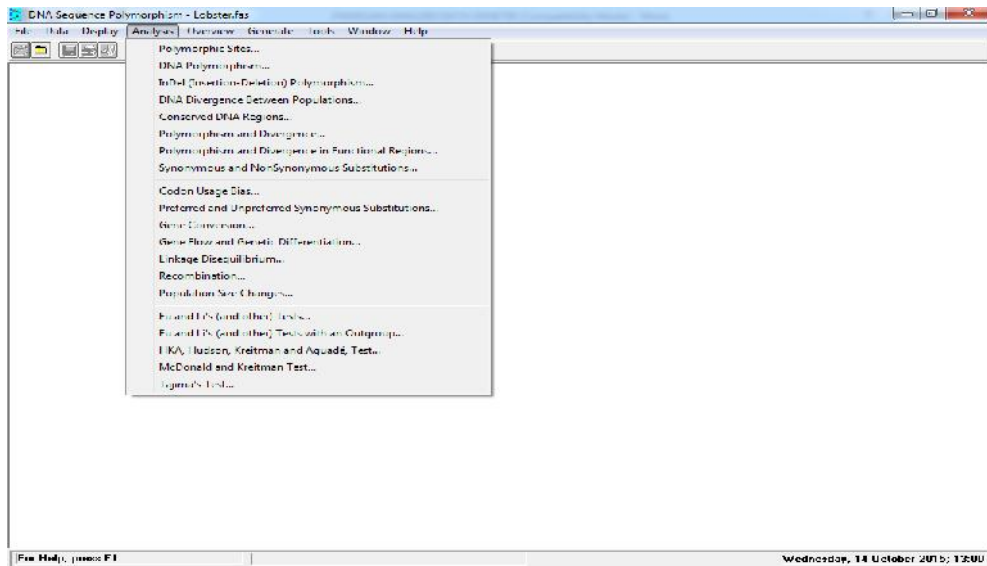 DNA Sequence Polymorphism - Lobster.fas
File Data Display Analysis Overview Generate Tools Window Help
Polymorphic Sites...
DNA Polymorphism...
InDel (Insertion-Deletion) Polymorphism...
DNA Divergence Between Populations...
Conserved DNA Regions...
Polymorphism and Divergence...
Polymorphism and Divergence in Functional Regions...
Synonymous and NonSynonymous Substitutions...
Codon Usage Bias...
Preferred and Unpreferred Synonymous Substitutions...
Gene Conversion...
Gene Flow and Genetic Differentiation...
Linkage Disequilibrium...
Recombination...
Population Size Changes...
Fu and Li's (and other) Tests...
Fu and Li's (and other) Tests with an Outgroup...
HKA, Hudson, Kreitman and Aguadé, Test...
McDonald and Kreitman Test...
Tajima's Test...
For Help, press F1
Wednesday, 14 October 2015; 13:00